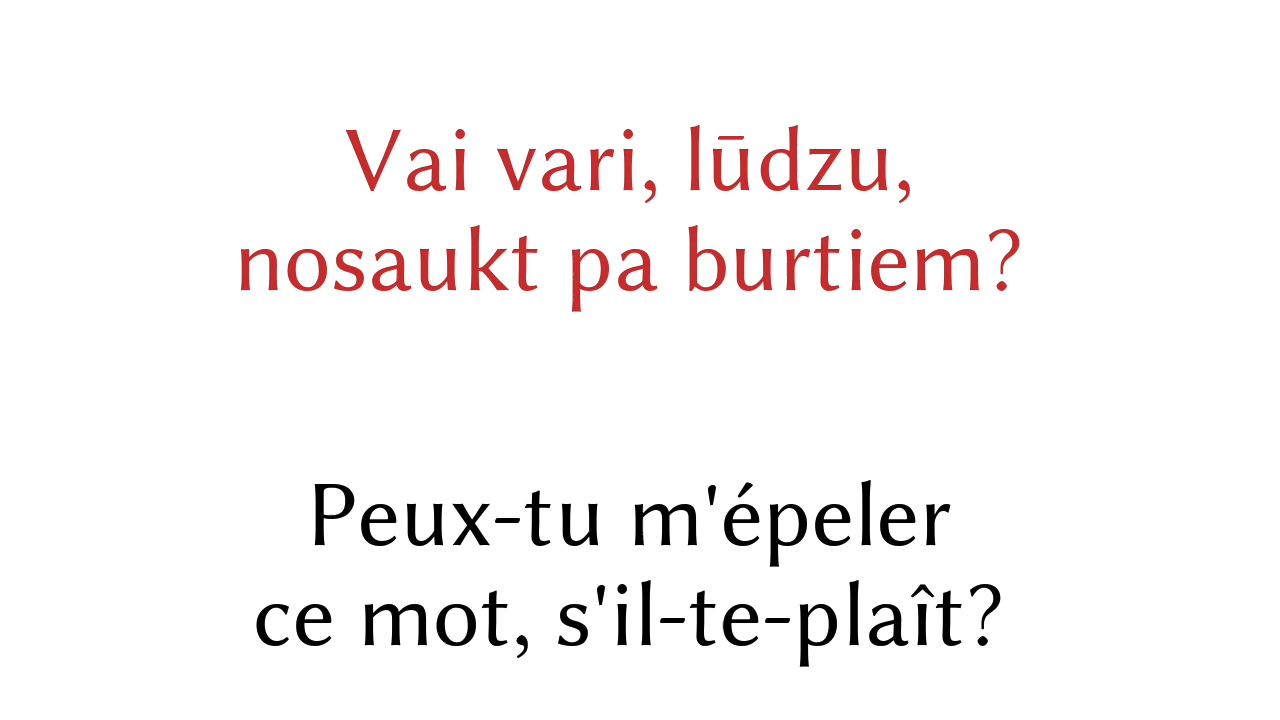 Vai vari, lūdzu,
nosaukt pa burtiem?
Peux-tu m'épeler
ce mot, s'il-te-plaît?